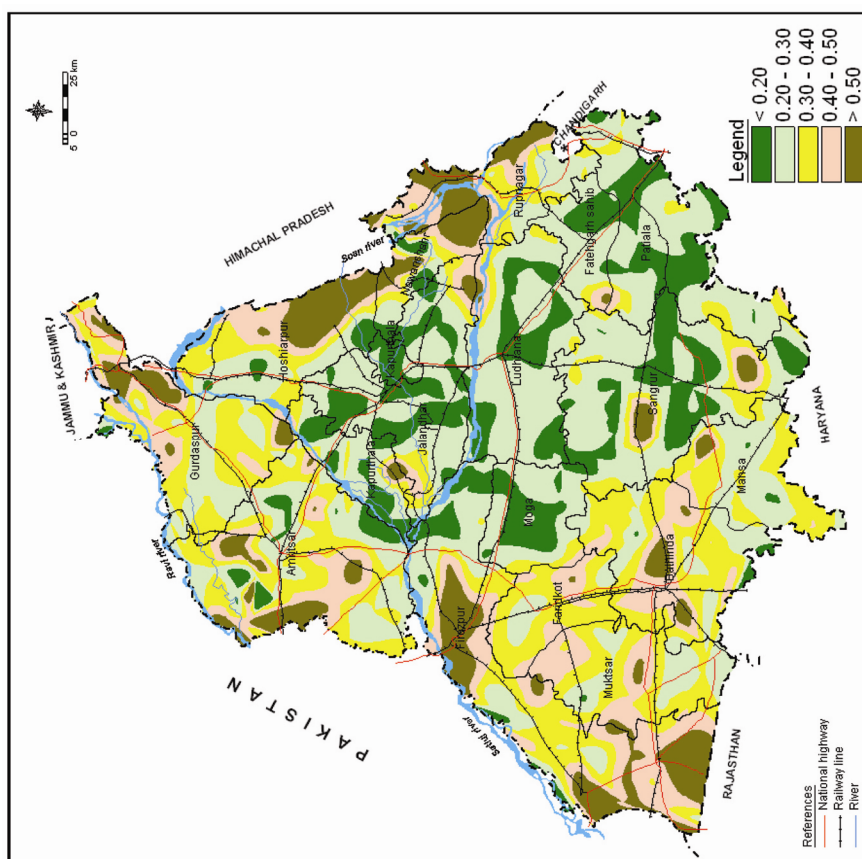 25 km
5 0
JAMMU & KASHMIR
HIMACHAL PRADESH
PAKISTAN
CHANDIGARH
HARYANA
RAJASTHAN
Ravi river
Soan river
Satluj river
Gurdaspur
Hoshiarpur
Amritsar
Kapurthala
Kapurthala
Jalandhar
Nawanshahr
Rupnagar
Ludhiana
Fatehgarh sahib
Patiala
Moga
Firozpur
Faridkot
Muktsar
Bathinda
Sangrur
Mansa
Legend
< 0.20
0.20 - 0.30
0.30 - 0.40
0.40 - 0.50
> 0.50
References
National highway
Railway line
River